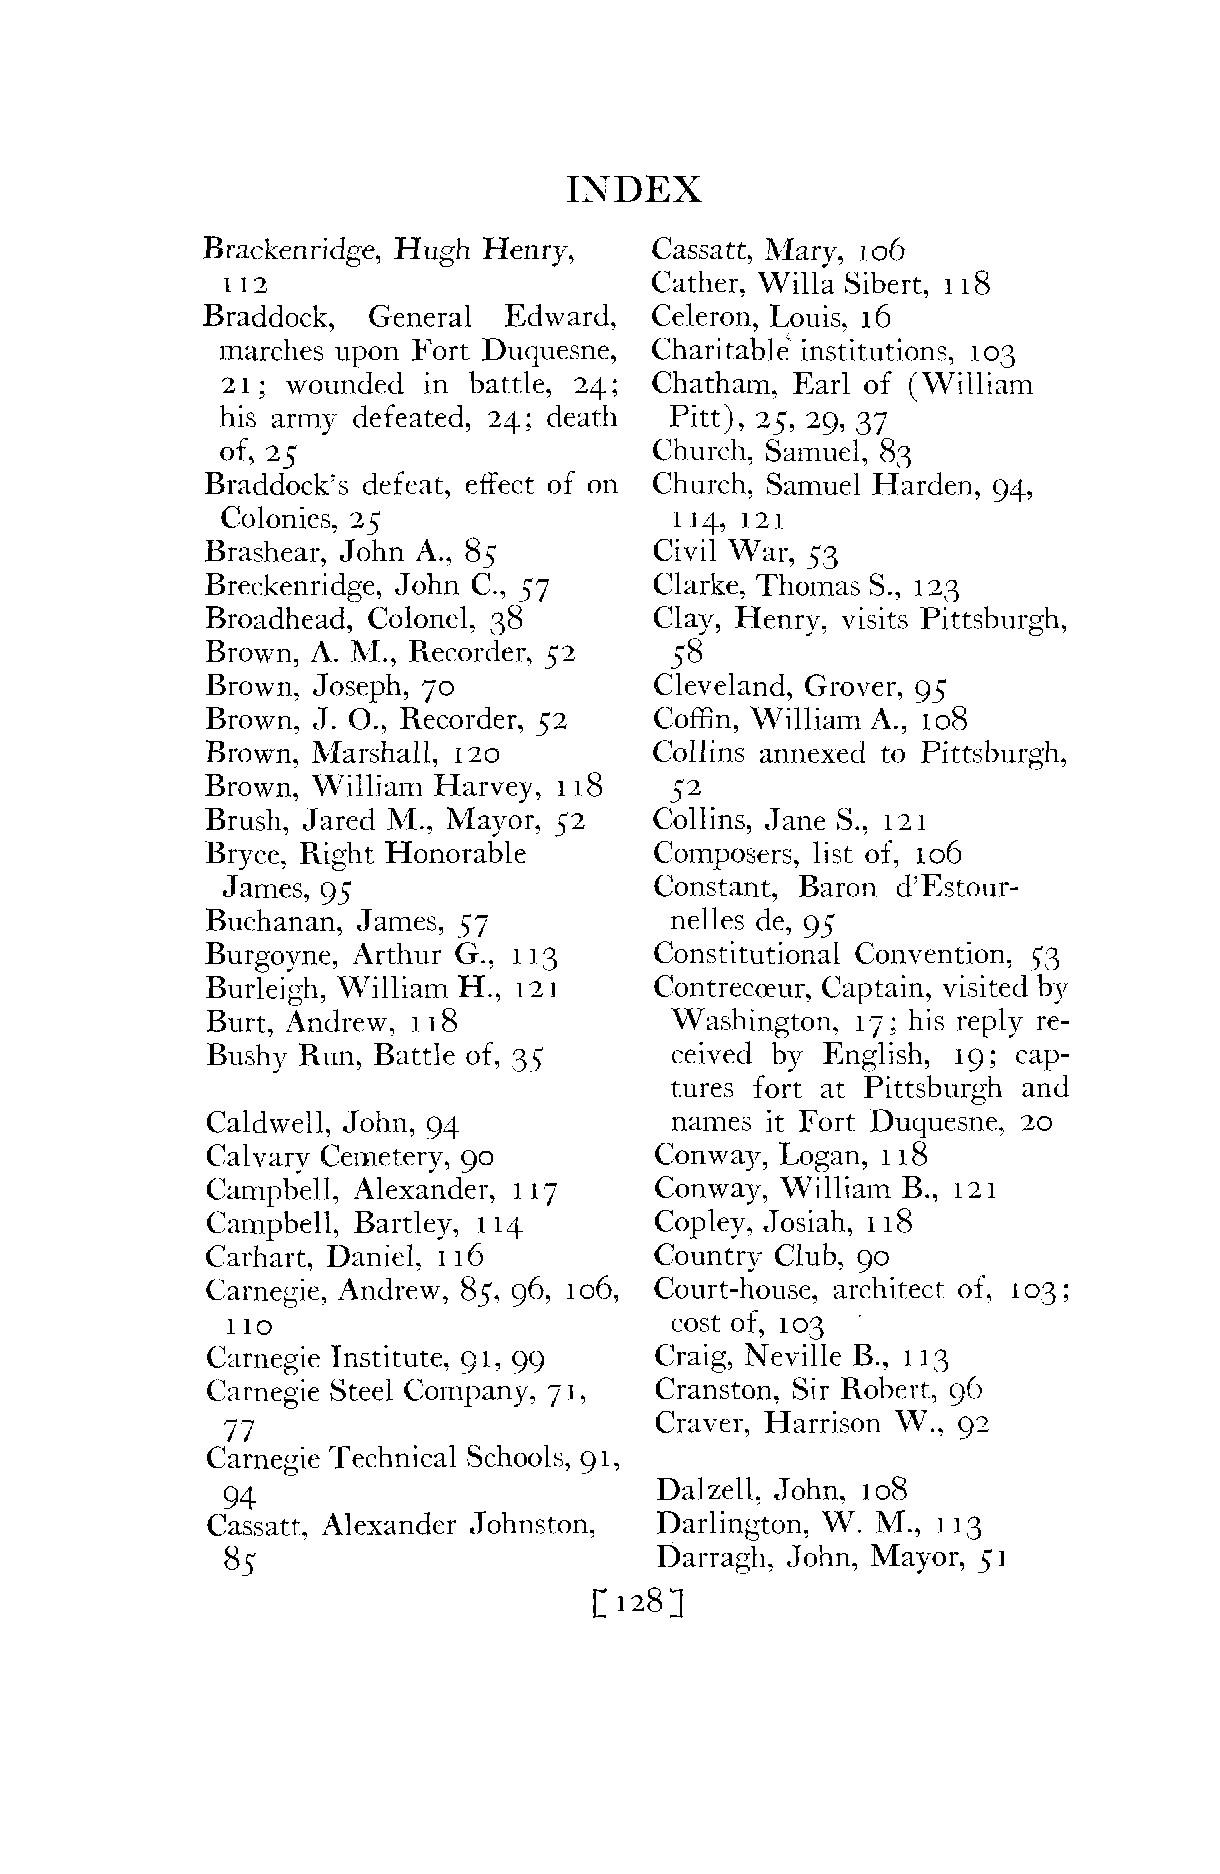 INDEX
Brackenridge, Hugh Henry,
112
Braddock, General Edward,
marches upon Fort Duquesne,
21; wounded in battle, 24;
his army defeated, 24; death
of, 25
Braddock's defeat, effect of on
Colonies, 25
Brashear, John A., 85
Breckenridge, John C., 57
Broadhead, Colonel, 38
Brown, A. M., Recorder, 52
Brown, Joseph, 70
Brown, J. O., Recorder, 52
Brown, Marshall, 120
Brown, William Harvey, 118
Brush, Jared M., Mayor, 52
Bryce, Right Honorable
James, 95
Buchanan, James, 57
Burgoyne, Arthur G., 113
Burleigh, William H., 121
Burt, Andrew, 118
Bushy Run, Battle of, 35
Caldwell, John, 94
Calvary Cemetery, 90
Campbell, Alexander, 117
Campbell, Bartley, 114
Carhart, Daniel, 116
Carnegie, Andrew, 85, 96, 106,
110
Carnegie Institute, 91, 99
Carnegie Steel Company, 71,
77
Carnegie Technical Schools, 91,
94
Cassatt, Alexander Johnston,
85
Cassatt, Mary, 106
Cather, Willa Sibert, 118
Celeron, Louis, 16
Charitable institutions, 103
Chatham, Earl of (William
Pitt), 25, 29, 37
Church, Samuel, 83
Church, Samuel Harden, 94,
114, 121
Civil War, 53
Clarke, Thomas S., 123
Clay, Henry, visits Pittsburgh,
58
Cleveland, Grover, 95
Coffin, William A., 108
Collins annexed to Pittsburgh,
52
Collins, Jane S., 121
Composers, list of, 106
Constant, Baron d'Estour-
nelles de, 95
Constitutional Convention, 53
Contrecœur, Captain, visited by
Washington, 17; his reply re-
ceived by English, 19; cap-
tures fort at Pittsburgh and
names it Fort Duquesne, 20
Conway, Logan, 118
Conway, William B., 121
Copley, Josiah, 118
Country Club, 90
Court-house, architect of, 103;
cost of, 103
Craig, Neville B., 113
Cranston, Sir Robert, 96
Craver, Harrison W., 92
Dalzell, John, 108
Darlington, W. M., 113
Darragh, John, Mayor, 51
[128]